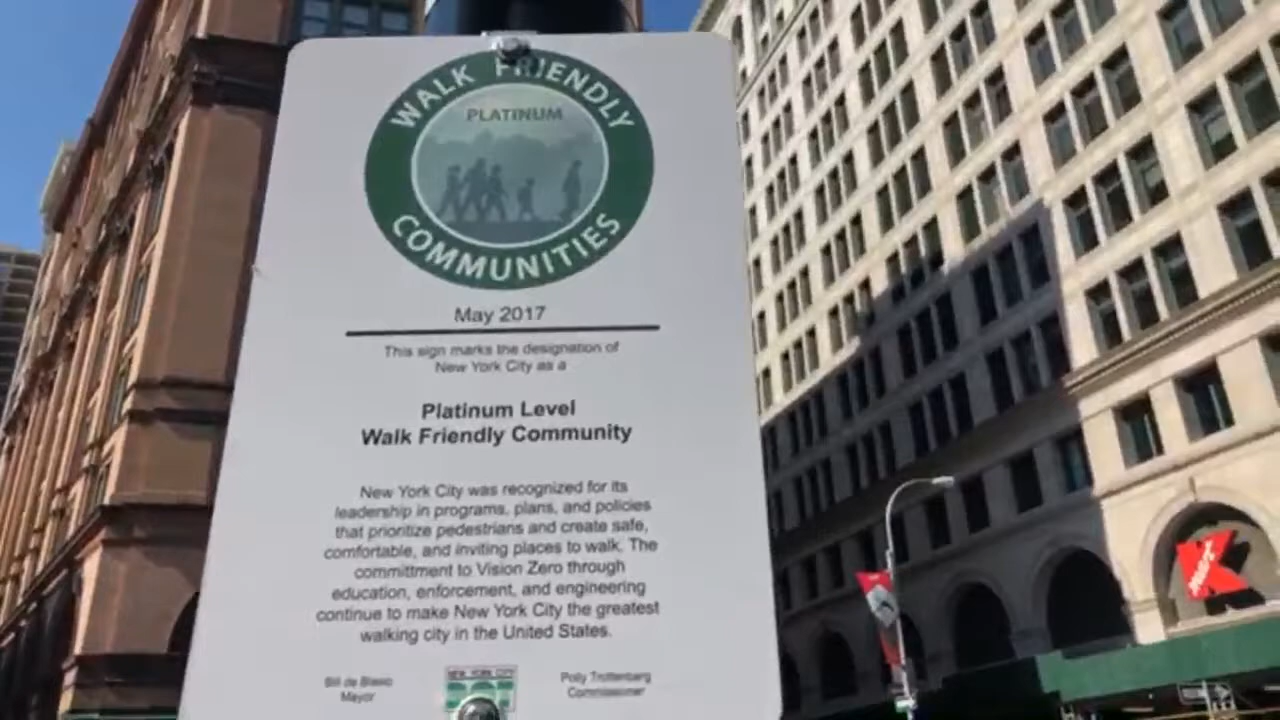 WALK FRIENDLY
PLATINUM
COMMUNITIES
May 2017
This sign marks the designation of
New York City as a
Platinum Level
Walk Friendly Community
New York City was recognized for its
leadership in programs, plans, and policies
that prioritize pedestrians and create safe,
comfortable, and inviting places to walk. The
committment to Vision Zero through
education, enforcement, and engineering
continue to make New York City the greatest
walking city in the United States.
Bill de Blasio
Mayor
NEW YORK CITY
Polly Trottenberg
Commissioner
kmart
K